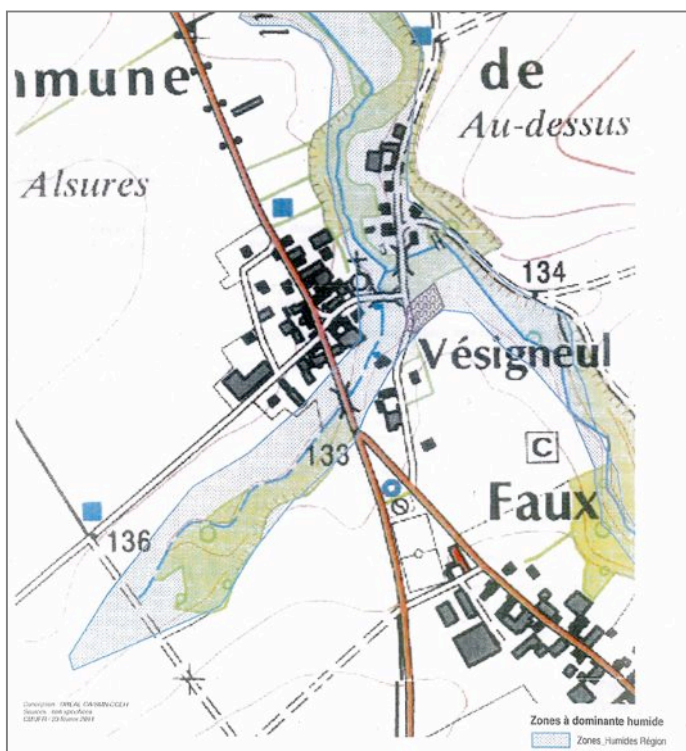 mmune de
Au-dessus
Alsures
134
Vésigneul
133
C
Faux
136
Zones à dominante humide
Zones_Humides Région